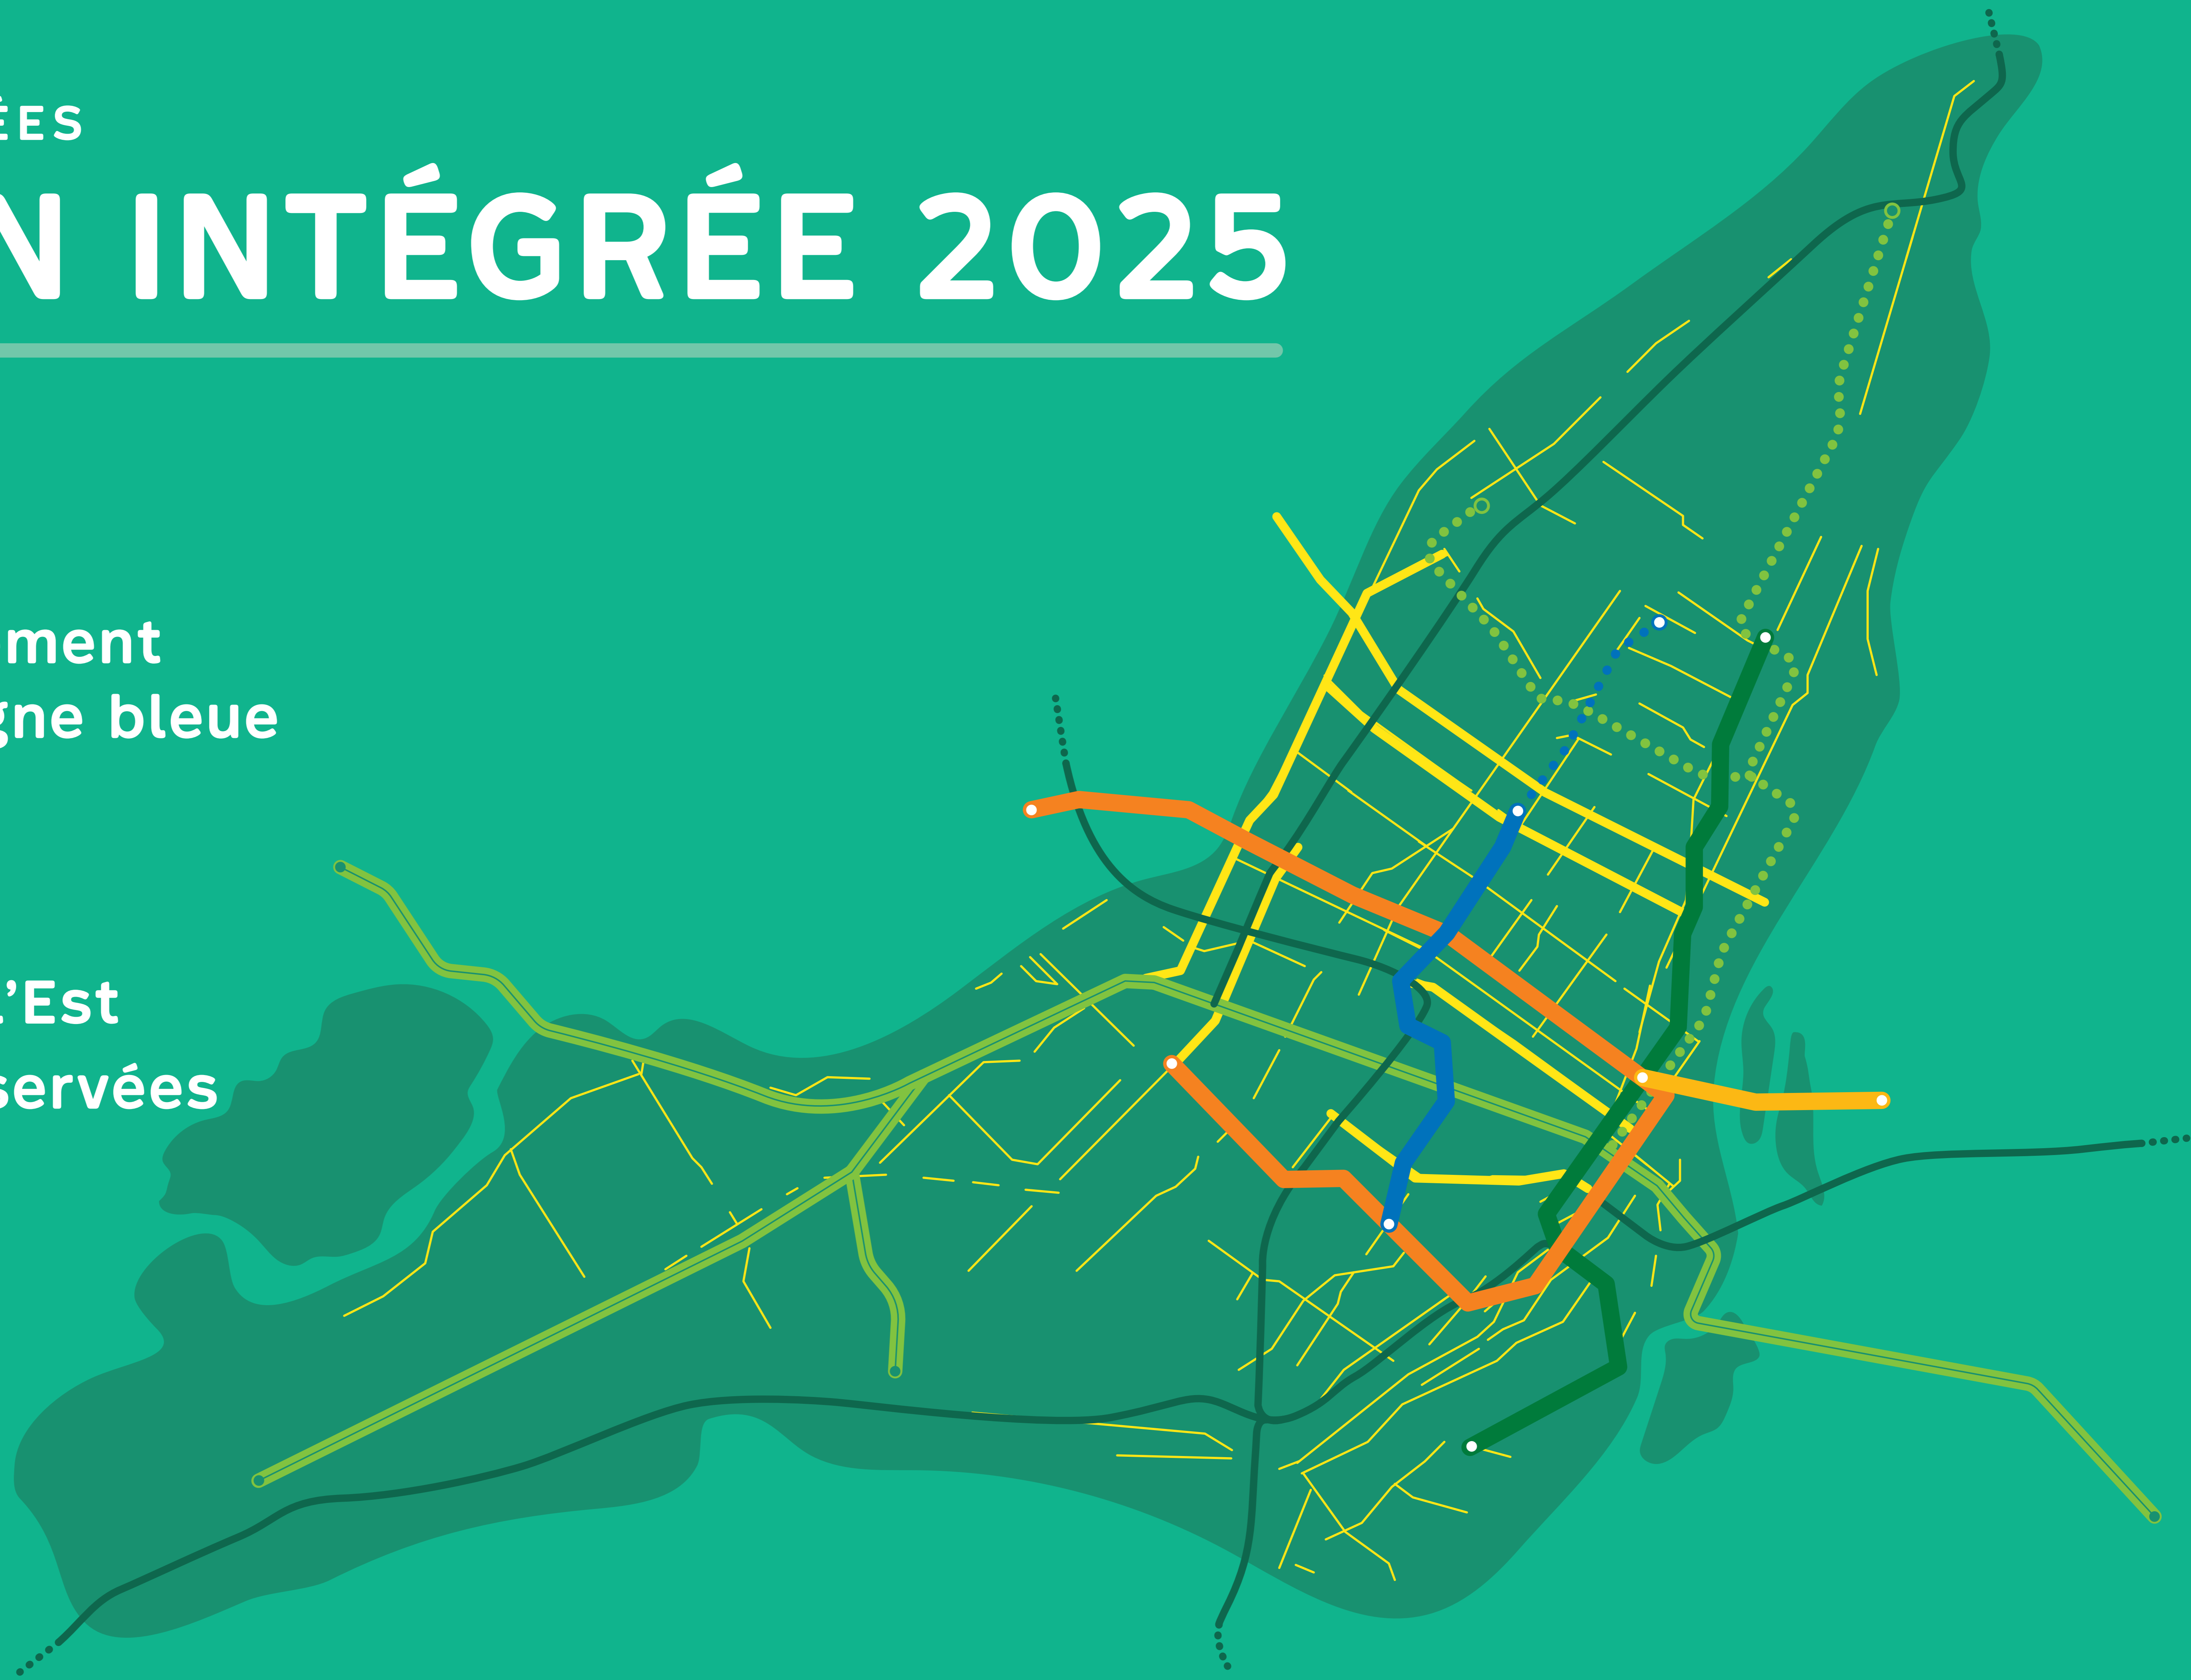 ÉES
N INTÉGRÉE 2025
ment
gne bleue
'Est
servées